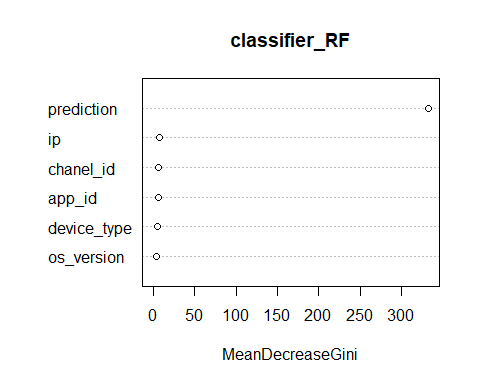 classifier_RF
prediction
ip
chanel_id
app_id
device_type
os_version
0 50 100 150 200 250 300
MeanDecreaseGini